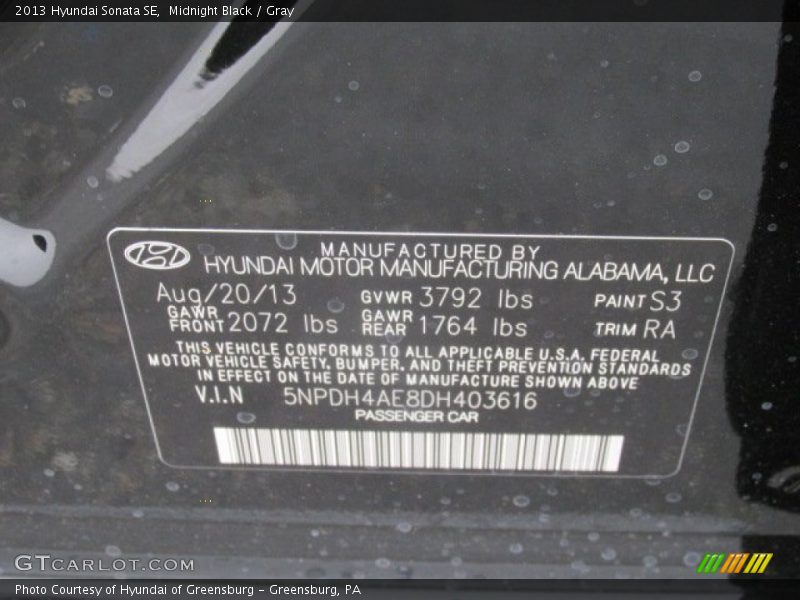 2013 Hyundai Sonata SE,  Midnight Black / Gray
MANUFACTURED BY
HYUNDAI MOTOR MANUFACTURING ALABAMA, LLC
Aug/20/13 GVWR 3792 lbs PAINT S3
GAWR FRONT 2072 lbs GAWR REAR 1764 lbs TRIM RA
THIS VEHICLE CONFORMS TO ALL APPLICABLE U.S.A. FEDERAL
MOTOR VEHICLE SAFETY, BUMPER, AND THEFT PREVENTION STANDARDS
IN EFFECT ON THE DATE OF MANUFACTURE SHOWN ABOVE
V.I.N 5NPDH4AE8DH403616
PASSENGER CAR
GTCARLOT.COM
Photo Courtesy of Hyundai of Greensburg - Greensburg, PA